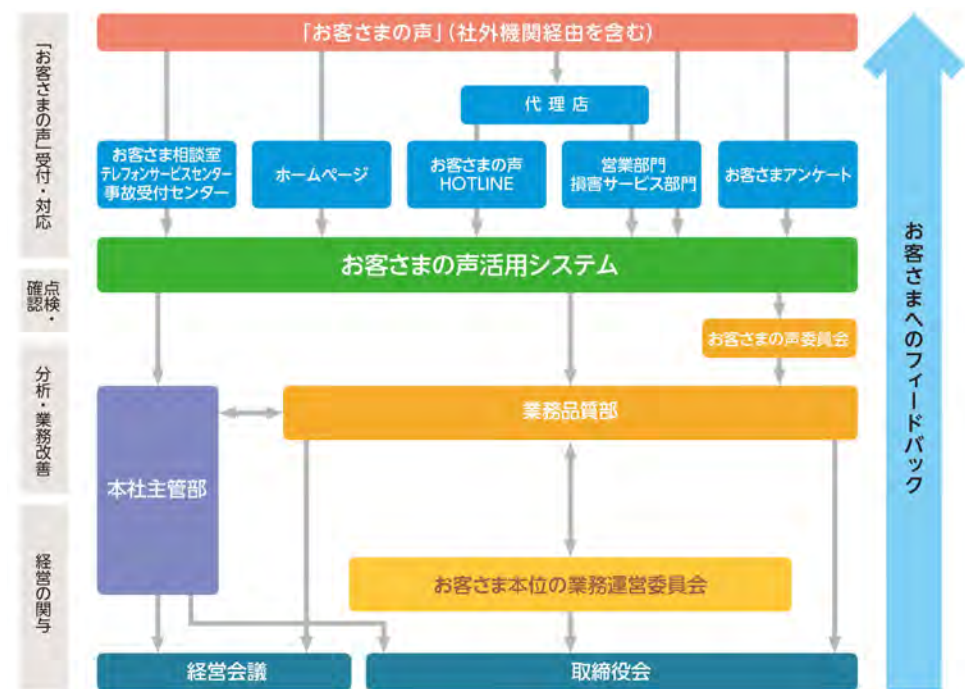 「お客さまの声」(社外機関経由を含む)
代理店
お客さま相談室
テレフォンサービスセンター
事故受付センター
ホームページ
お客さまの声
HOTLINE
営業部門
損害サービス部門
お客さまアンケート
お客さまの声活用システム
お客さまの声委員会
業務品質部
本社主管部
お客さま本位の業務運営委員会
経営会議
取締役会
「お客さまの声」受付・対応
点検・
確認
分析・業務改善
経営の関与
お客さまへのフィードバック